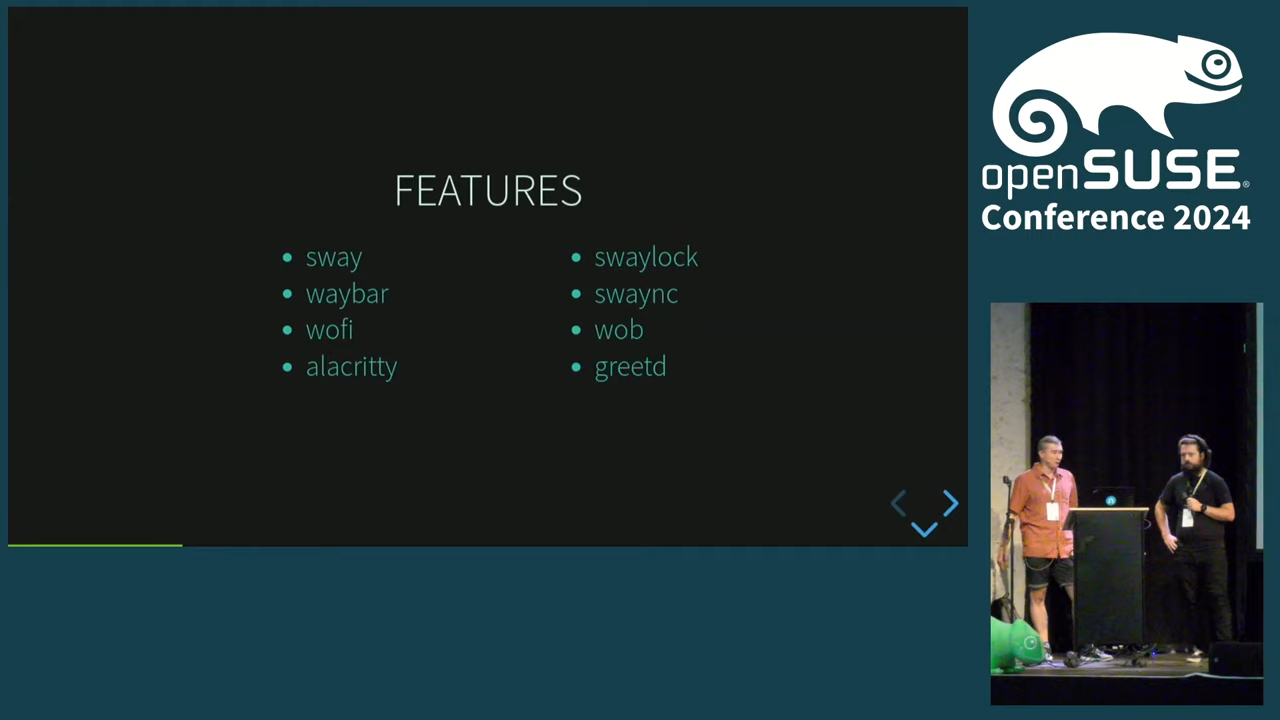 FEATURES
sway
waybar
wofi
alacritty
swaylock
swaync
wob
greetd
openSUSE®
Conference 2024